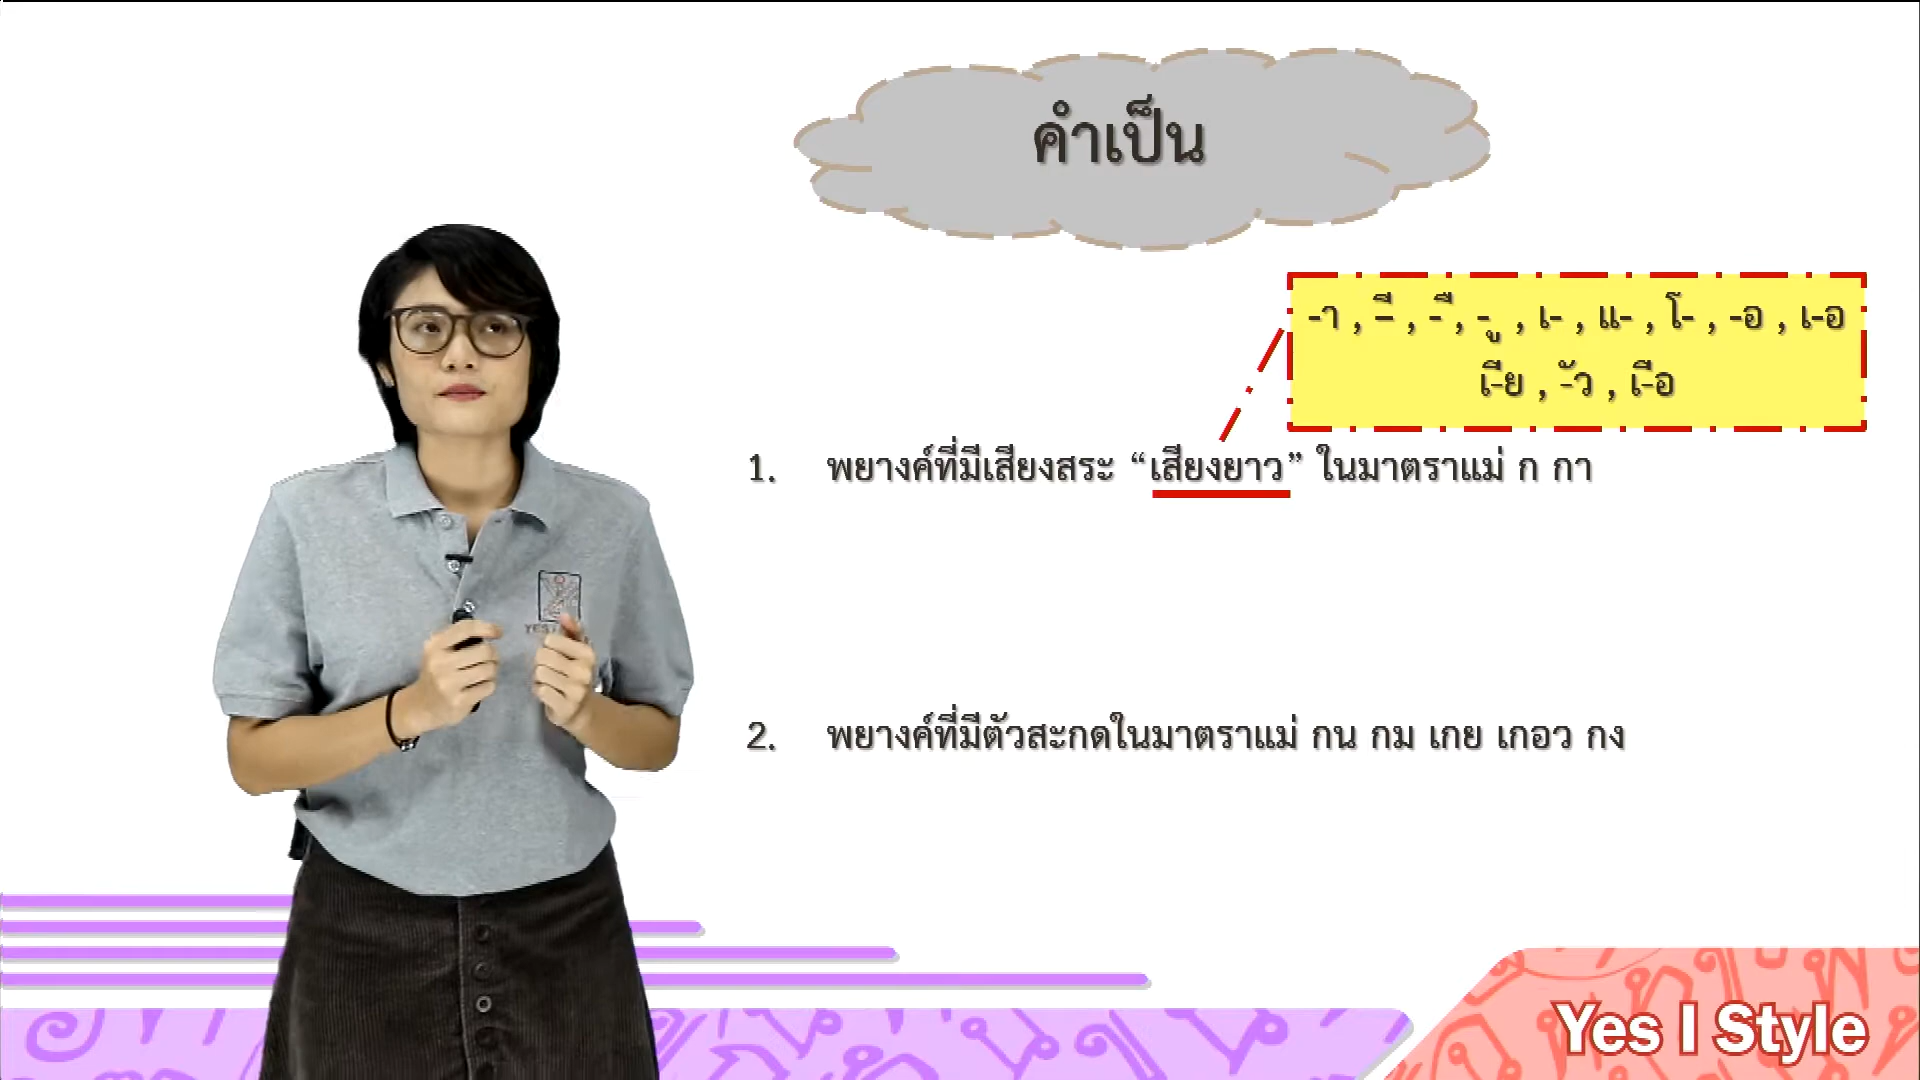 คำเป็น
-า , -ี , -ื , -ู , เ- , แ- , โ- , -อ , เ-อ
เ-ีย , -ัว , เ-ือ
1. พยางค์ที่มีเสียงสระ “เสียงยาว” ในมาตราแม่ ก กา
2. พยางค์ที่มีตัวสะกดในมาตราแม่ กน กม เกย เกอว กง
Yes I Style